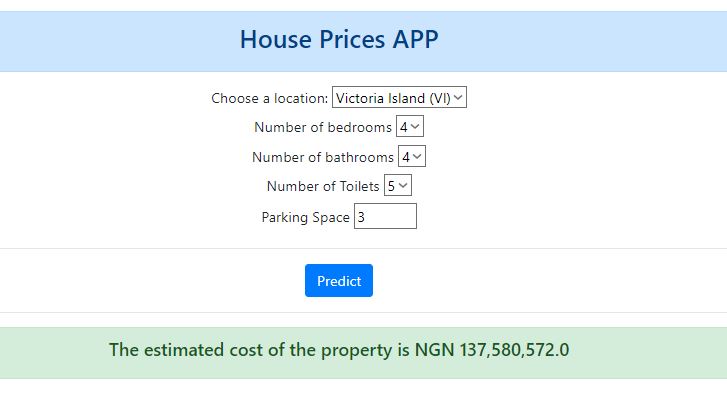 House Prices APP
Choose a location: Victoria Island (VI)
Number of bedrooms 4
Number of bathrooms 4
Number of Toilets 5
Parking Space 3
Predict
The estimated cost of the property is NGN 137,580,572.0